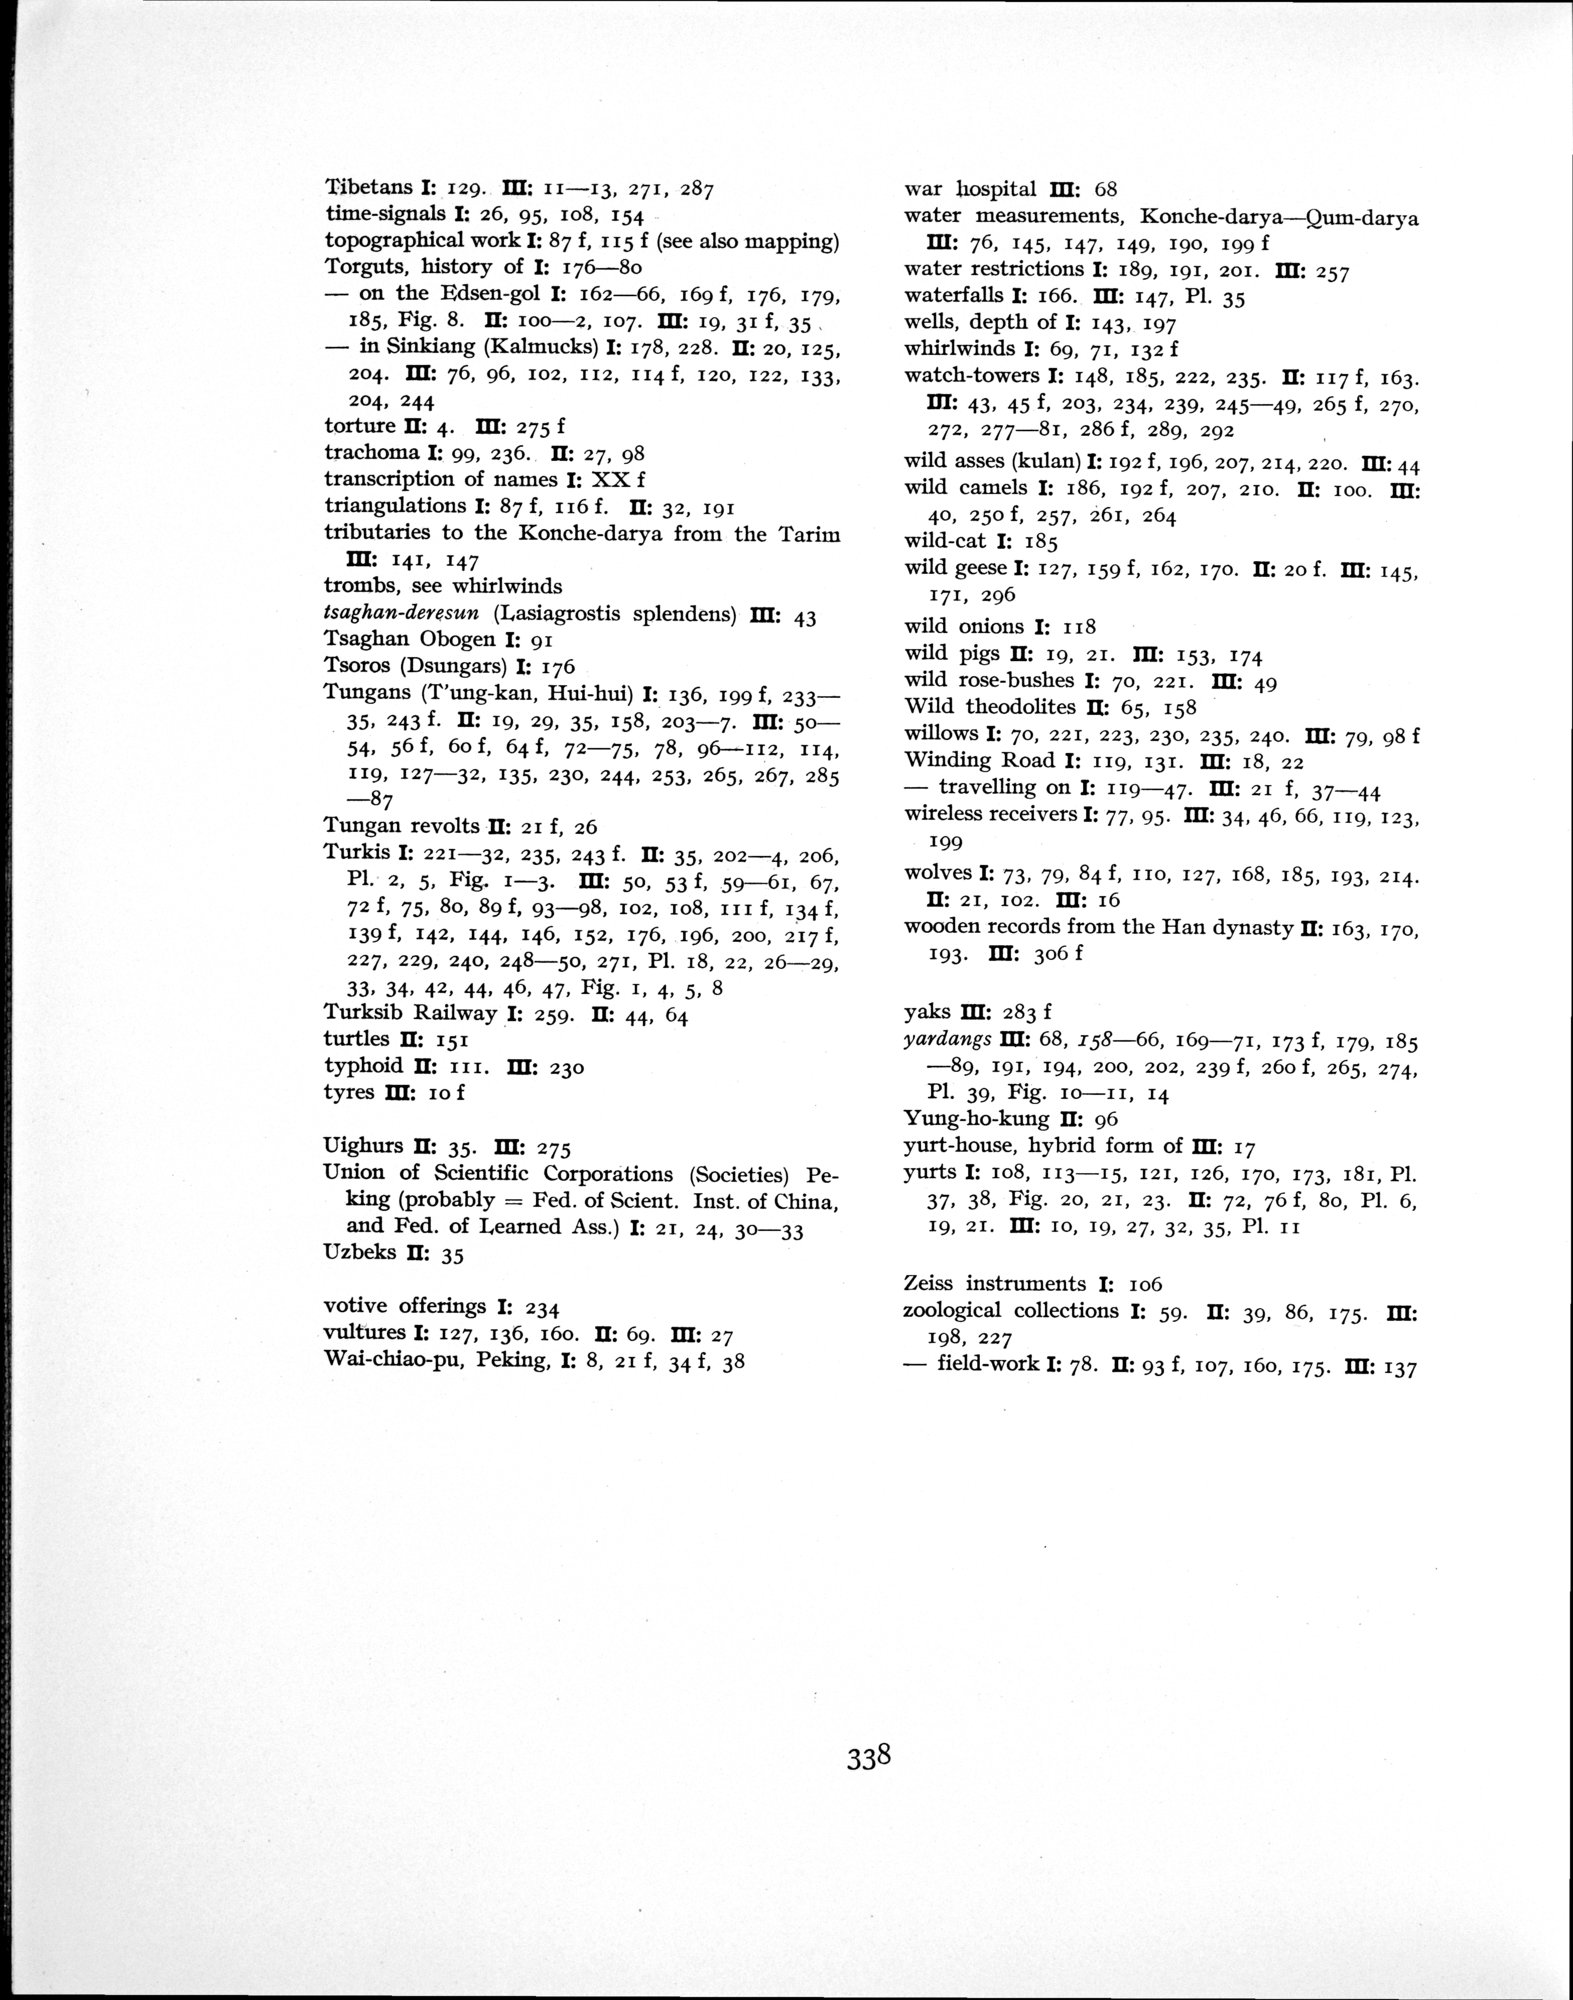 Tibetans I: 129. III: 11—13, 271, 287
time-signals I: 26, 95, 108, 154
topographical work I: 87 f, 115 f (see also mapping)
Torguts, history of I: 176—80
— on the Edsen-gol I: 162—66, 169 f, 176, 179,
185, Fig. 8. II: 100—2, 107. III: 19, 31 f, 35
— in Sinkiang (Kalmucks) I: 178, 228. II: 20, 125,
204. III: 76, 96, 102, 112, 114 f, 120, 122, 133,
204, 244
torture II: 4. III: 275 f
trachoma I: 99, 236. II: 27, 98
transcription of names I: XX f
triangulations I: 87 f, 116 f. II: 32, 191
tributaries to the Konche-darya from the Tarim
III: 141, 147
trombs, see whirlwinds
tsaghan-deresun (Lasiagrostis splendens) III: 43
Tsaghan Obogen I: 91
Tsoros (Dsungars) I: 176
Tungans (T'ung-kan, Hui-hui) I: 136, 199 f, 233—
35, 243 f. II: 19, 29, 35, 158, 203—7. III: 50—
54, 56 f, 60 f, 64 f, 72—75, 78, 96—112, 114,
119, 127—32, 135, 230, 244, 253, 265, 267, 285
—87
Tungan revolts II: 21 f, 26
Turkis I: 221—32, 235, 243 f. II: 35, 202—4, 206,
Pl. 2, 5, Fig. 1—3. III: 50, 53 f, 59—61, 67,
72 f, 75, 80, 89 f, 93—98, 102, 108, 111 f, 134 f,
139 f, 142, 144, 146, 152, 176, 196, 200, 217 f,
227, 229, 240, 248—50, 271, Pl. 18, 22, 26—29,
33, 34, 42, 44, 46, 47, Fig. 1, 4, 5, 8
Turksib Railway I: 259. II: 44, 64
turtles II: 151
typhoid II: 111. III: 230
tyres III: 10 f
Uighurs II: 35. III: 275
Union of Scientific Corporations (Societies) Pe-
king (probably = Fed. of Scient. Inst. of China,
and Fed. of Learned Ass.) I: 21, 24, 30—33
Uzbeks II: 35
votive offerings I: 234
vultures I: 127, 136, 160. II: 69. III: 27
Wai-chiao-pu, Peking, I: 8, 21 f, 34 f, 38
war hospital III: 68
water measurements, Konche-darya—Qum-darya
III: 76, 145, 147, 149, 190, 199 f
water restrictions I: 189, 191, 201. III: 257
waterfalls I: 166. III: 147, Pl. 35
wells, depth of I: 143, 197
whirlwinds I: 69, 71, 132 f
watch-towers I: 148, 185, 222, 235. II: 117 f, 163.
III: 43, 45 f, 203, 234, 239, 245—49, 265 f, 270,
272, 277—81, 286 f, 289, 292
wild asses (kulan) I: 192 f, 196, 207, 214, 220. III: 44
wild camels I: 186, 192 f, 207, 210. II: 100. III:
40, 250 f, 257, 261, 264
wild-cat I: 185
wild geese I: 127, 159 f, 162, 170. II: 20 f. III: 145,
171, 296
wild onions I: 118
wild pigs II: 19, 21. III: 153, 174
wild rose-bushes I: 70, 221. III: 49
Wild theodolites II: 65, 158
willows I: 70, 221, 223, 230, 235, 240. III: 79, 98 f
Winding Road I: 119, 131. III: 18, 22
— travelling on I: 119—47. III: 21 f, 37—44
wireless receivers I: 77, 95. III: 34, 46, 66, 119, 123,
199
wolves I: 73, 79, 84 f, 110, 127, 168, 185, 193, 214.
II: 21, 102. III: 16
wooden records from the Han dynasty II: 163, 170,
193. III: 306 f
yaks III: 283 f
yardangs III: 68, 158—66, 169—71, 173 f, 179, 185
—89, 191, 194, 200, 202, 239 f, 260 f, 265, 274,
Pl. 39, Fig. 10—11, 14
Yung-ho-kung II: 96
yurt-house, hybrid form of III: 17
yurts I: 108, 113—15, 121, 126, 170, 173, 181, Pl.
37, 38, Fig. 20, 21, 23. II: 72, 76 f, 80, Pl. 6,
19, 21. III: 10, 19, 27, 32, 35, Pl. 11
Zeiss instruments I: 106
zoological collections I: 59. II: 39, 86, 175. III:
198, 227
— field-work I: 78. II: 93 f, 107, 160, 175. III: 137
338